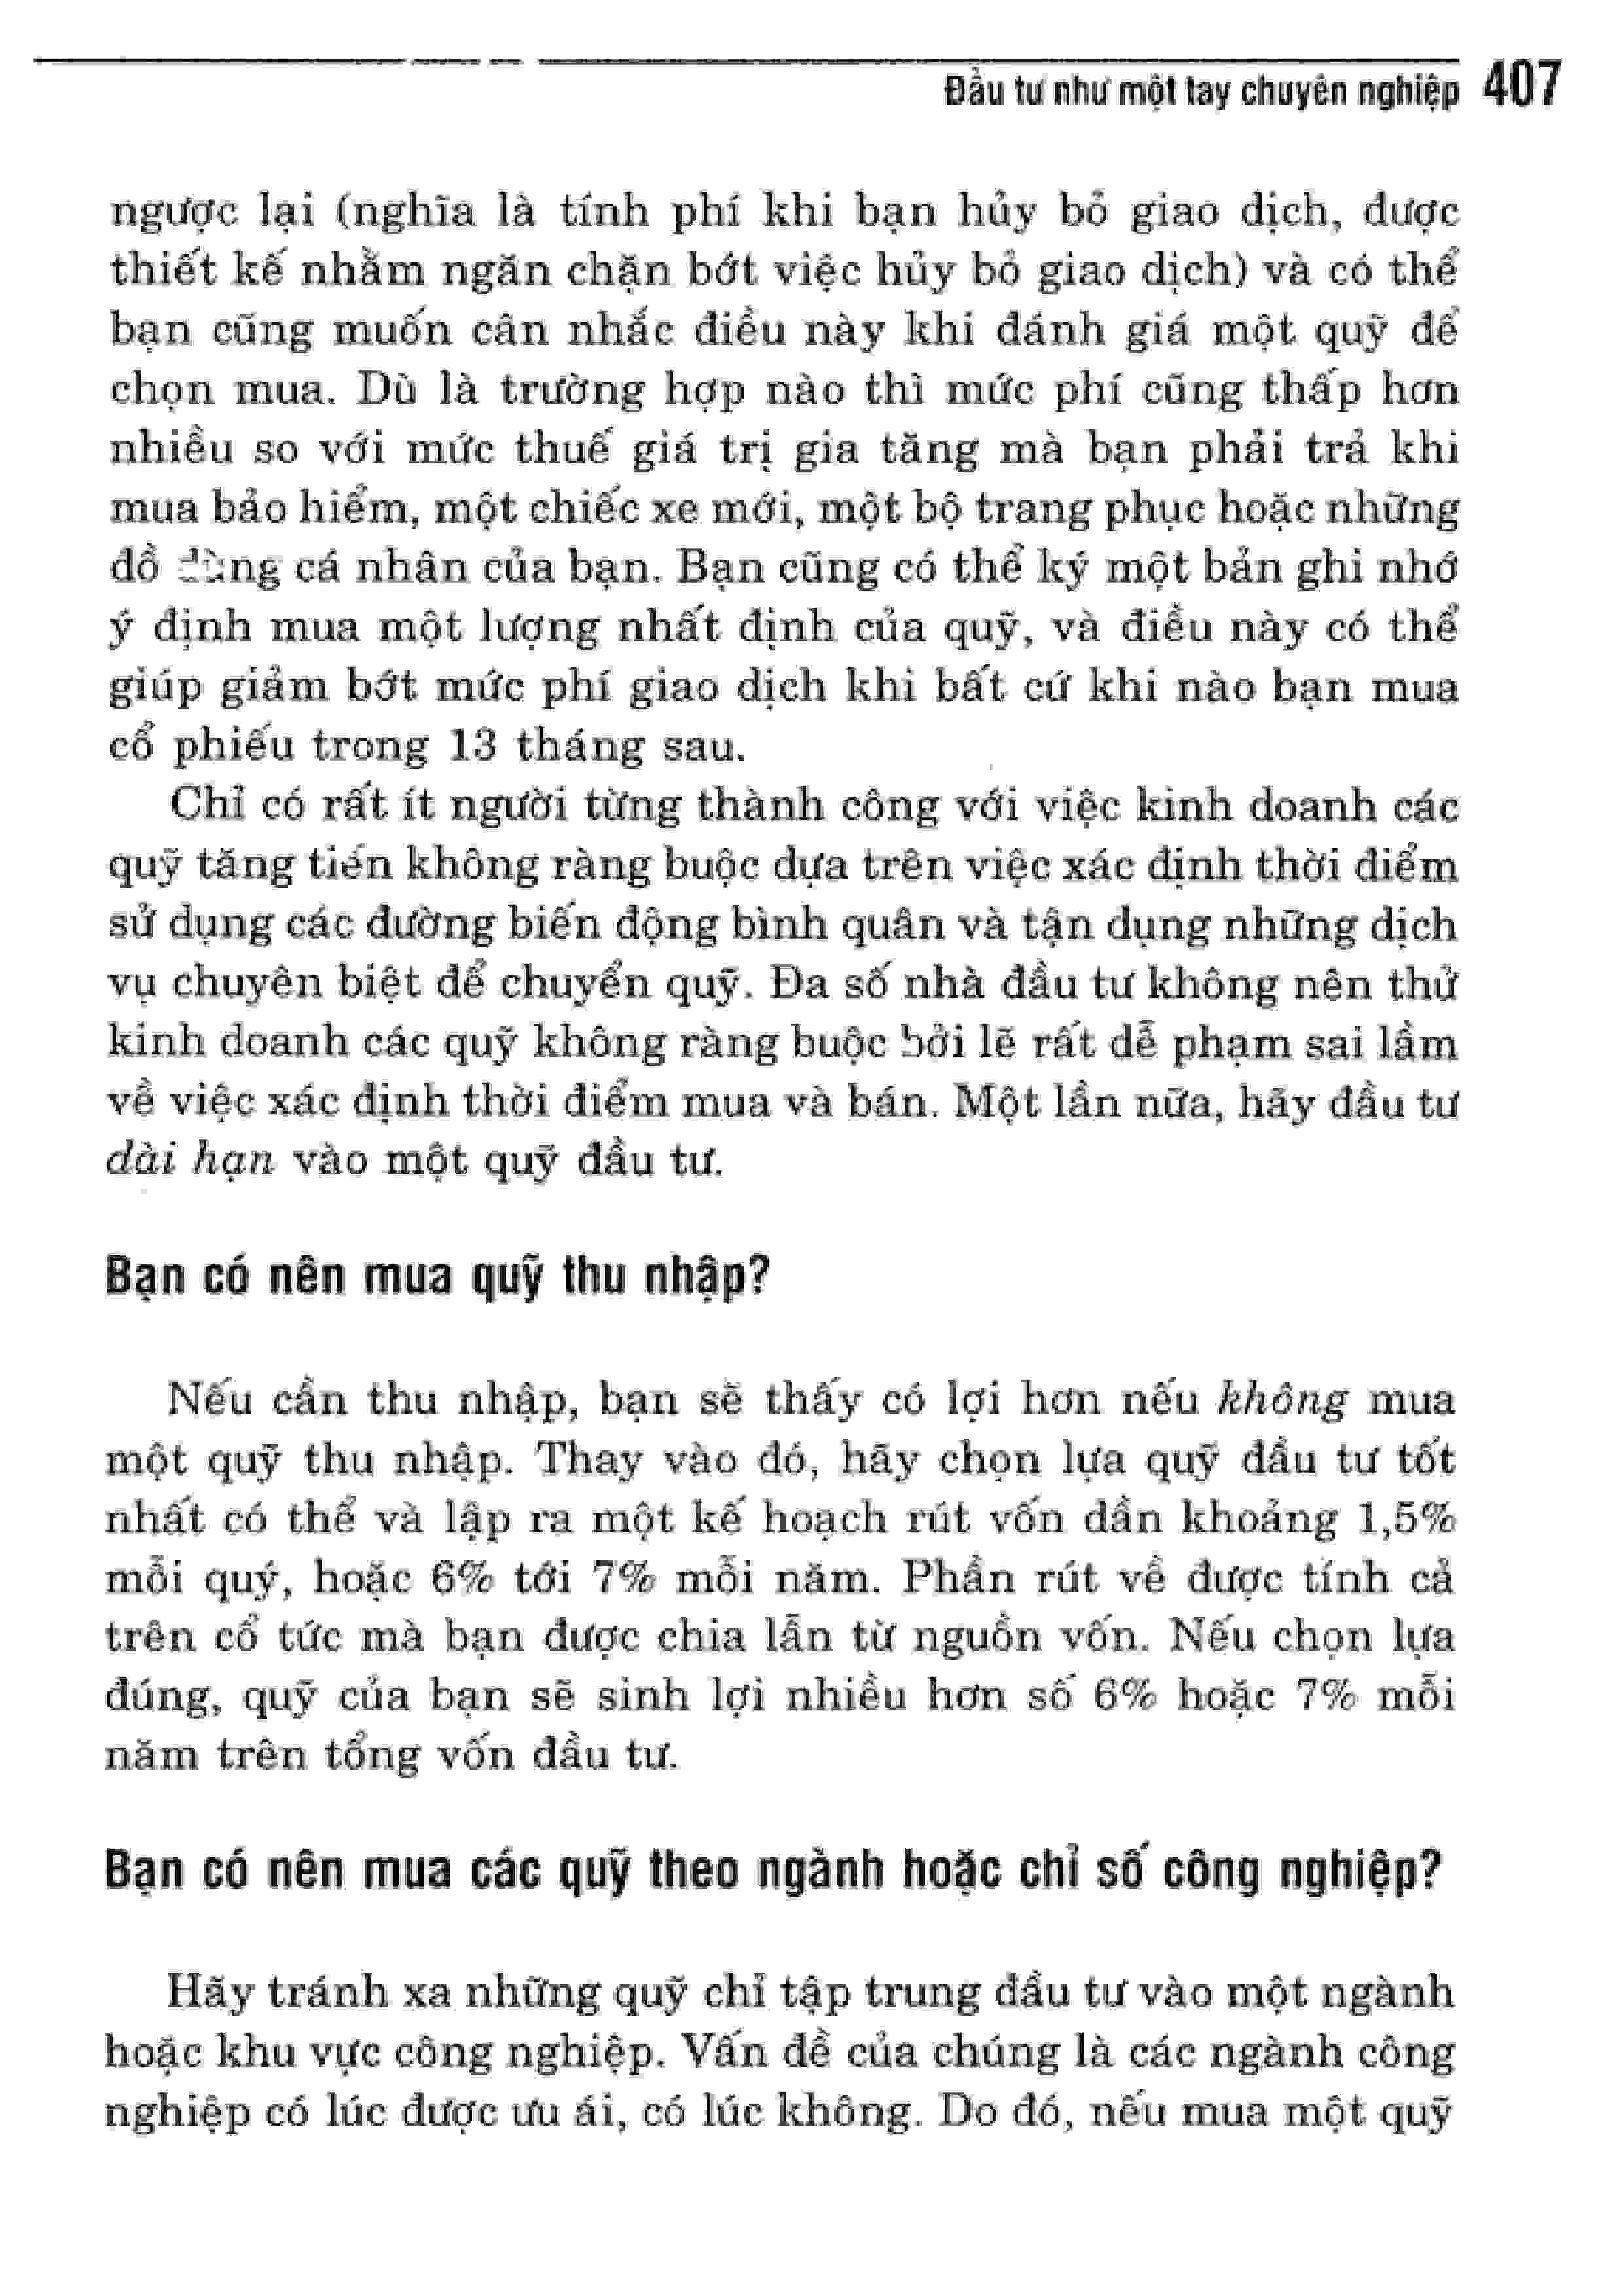 Đầu tư như một tay chuyên nghiệp 407
ngược lại (nghĩa là tính phí khi bạn hủy bỏ giao dịch, được
thiết kế nhằm ngăn chặn bớt việc hủy bỏ giao dịch) và có thể
bạn cũng muốn cân nhắc điều này khi đánh giá một quỹ để
chọn mua. Dù là trường hợp nào thì mức phí cũng thấp hơn
nhiều so với mức thuế giá trị gia tăng mà bạn phải trả khi
mua bảo hiểm, một chiếc xe mới, một bộ trang phục hoặc những
đồ dùng cá nhân của bạn. Bạn cũng có thể ký một bản ghi nhớ
ý định mua một lượng nhất định của quỹ, và điều này có thể
giúp giảm bớt mức phí giao dịch khi bất cứ khi nào bạn mua
cổ phiếu trong 13 tháng sau.
Chỉ có rất ít người từng thành công với việc kinh doanh các
quỹ tăng tiến không ràng buộc dựa trên việc xác định thời điểm
sử dụng các đường biến động bình quân và tận dụng những dịch
vụ chuyên biệt để chuyển quỹ. Đa số nhà đầu tư không nên thử
kinh doanh các quỹ không ràng buộc bởi lẽ rất dễ phạm sai lầm
về việc xác định thời điểm mua và bán. Một lần nữa, hãy đầu tư
dài hạn vào một quỹ đầu tư.
Bạn có nên mua quỹ thu nhập?
Nếu cần thu nhập, bạn sẽ thấy có lợi hơn nếu không mua
một quỹ thu nhập. Thay vào đó, hãy chọn lựa quỹ đầu tư tốt
nhất có thể và lập ra một kế hoạch rút vốn dần khoảng 1,5%
mỗi quý, hoặc 6% tới 7% mỗi năm. Phần rút về được tính cả
trên cổ tức mà bạn được chia lẫn từ nguồn vốn. Nếu chọn lựa
đúng, quỹ của bạn sẽ sinh lợi nhiều hơn số 6% hoặc 7% mỗi
năm trên tổng vốn đầu tư.
Bạn có nên mua các quỹ theo ngành hoặc chỉ số công nghiệp?
Hãy tránh xa những quỹ chỉ tập trung đầu tư vào một ngành
hoặc khu vực công nghiệp. Vấn đề của chúng là các ngành công
nghiệp có lúc được ưu ái, có lúc không. Do đó, nếu mua một quỹ